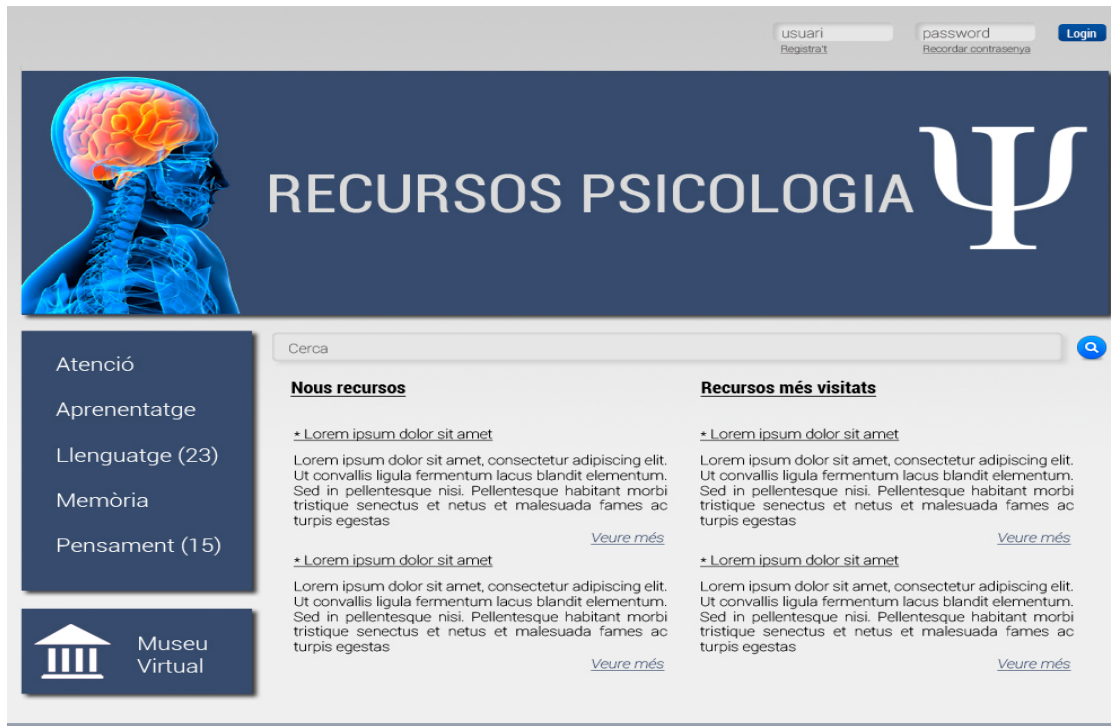 usuari
password
Login
Registra't
Recordar contrasenya
RECURSOS PSICOLOGIA
Ψ
Atenció
Aprenentatge
Llenguatge (23)
Memòria
Pensament (15)
Museu
Virtual
Cerca
Nous recursos
* Lorem ipsum dolor sit amet
Lorem ipsum dolor sit amet, consectetur adipiscing elit.
Ut convallis ligula fermentum lacus blandit elementum.
Sed in pellentesque nisi. Pellentesque habitant morbi
tristique senectus et netus et malesuada fames ac
turpis egestas
Veure més
* Lorem ipsum dolor sit amet
Lorem ipsum dolor sit amet, consectetur adipiscing elit.
Ut convallis ligula fermentum lacus blandit elementum.
Sed in pellentesque nisi. Pellentesque habitant morbi
tristique senectus et netus et malesuada fames ac
turpis egestas
Veure més
Recursos més visitats
* Lorem ipsum dolor sit amet
Lorem ipsum dolor sit amet, consectetur adipiscing elit.
Ut convallis ligula fermentum lacus blandit elementum.
Sed in pellentesque nisi. Pellentesque habitant morbi
tristique senectus et netus et malesuada fames ac
turpis egestas
Veure més
* Lorem ipsum dolor sit amet
Lorem ipsum dolor sit amet, consectetur adipiscing elit.
Ut convallis ligula fermentum lacus blandit elementum.
Sed in pellentesque nisi. Pellentesque habitant morbi
tristique senectus et netus et malesuada fames ac
turpis egestas
Veure més